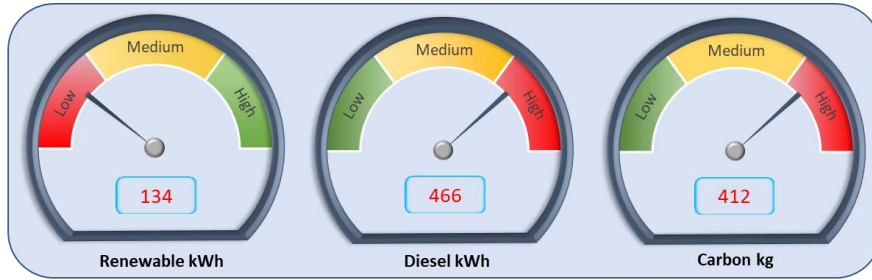 Medium
Low
High
134
Renewable kWh
Medium
Low
High
466
Diesel kWh
Medium
Low
High
412
Carbon kg